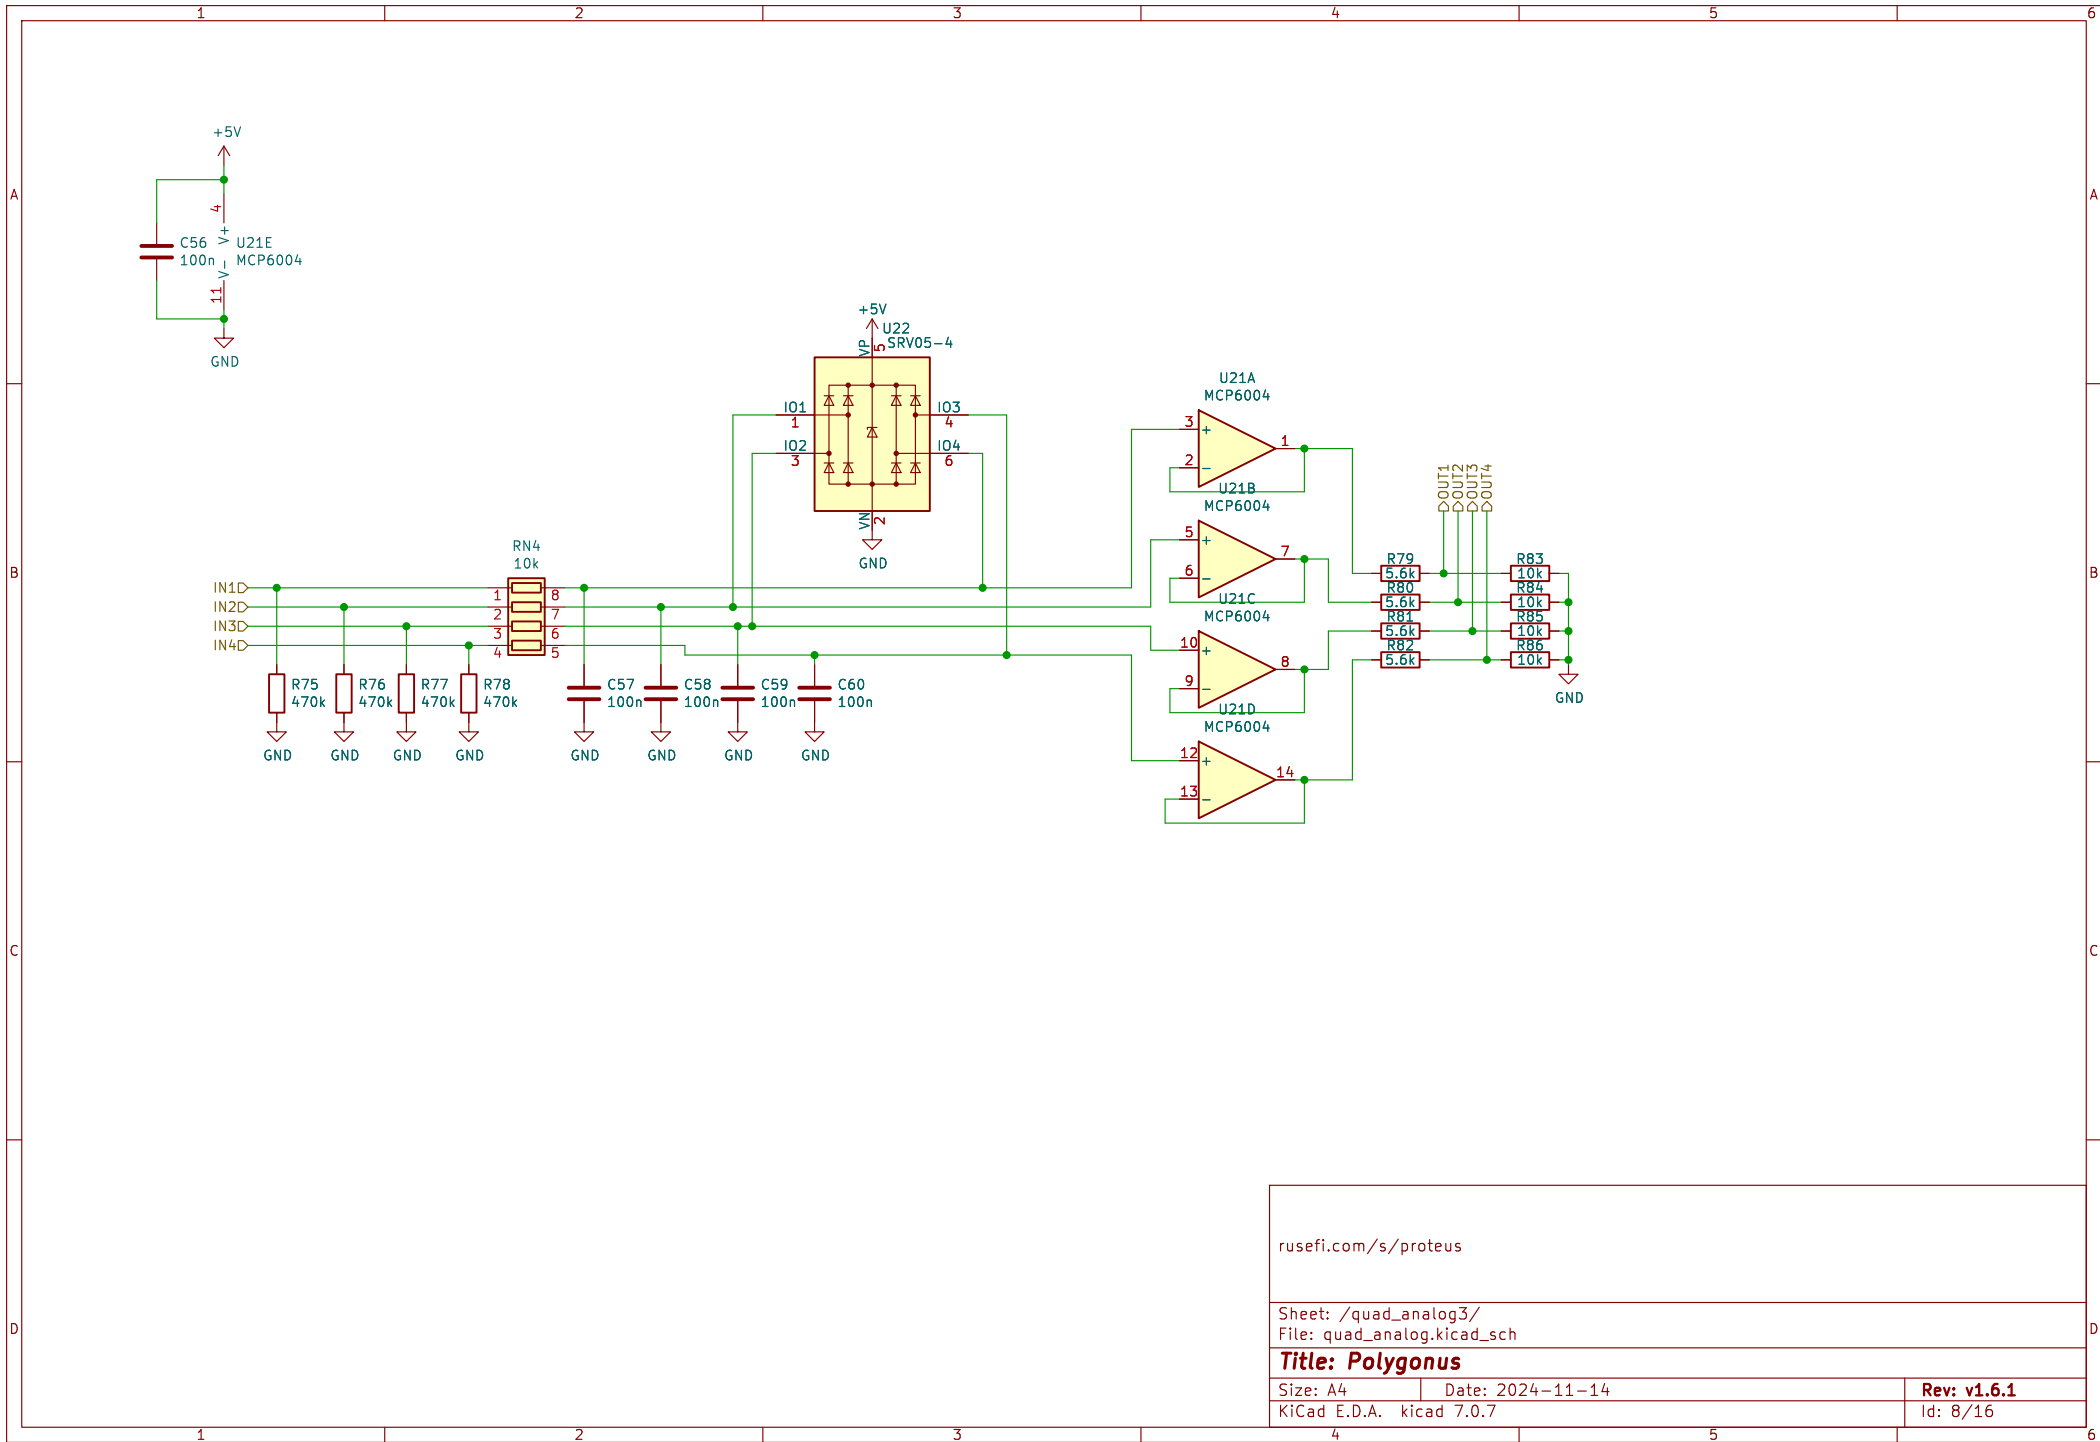 1 2 3 4 5 6
A
B
C
D
A
B
C
D
+5V
4
V+
C56
100n
U21E
MCP6004
V-
11
GND
+5V
U22
SRV05-4
VP
5
IO1
1
IO2
3
IO3
4
IO4
6
VN
2
GND
RN4
10k
IN1
IN2
IN3
IN4
1 8
2 7
3 6
4 5
R75
470k
R76
470k
R77
470k
R78
470k
C57
100n
C58
100n
C59
100n
C60
100n
GND GND GND GND GND GND GND GND
U21A
MCP6004
3
+
2
-
1
U21B
MCP6004
5
+
6
-
7
U21C
MCP6004
10
+
9
-
8
U21D
MCP6004
12
+
13
-
14
OUT1
OUT2
OUT3
OUT4
R79
5.6k
R80
5.6k
R81
5.6k
R82
5.6k
R83
10k
R84
10k
R85
10k
R86
10k
GND
rusefi.com/s/proteus
Sheet: /quad_analog3/
File: quad_analog.kicad_sch
Title: Polygonus
Size: A4 Date: 2024-11-14 Rev: v1.6.1
KiCad E.D.A. kicad 7.0.7 Id: 8/16
1 2 3 4 5 6